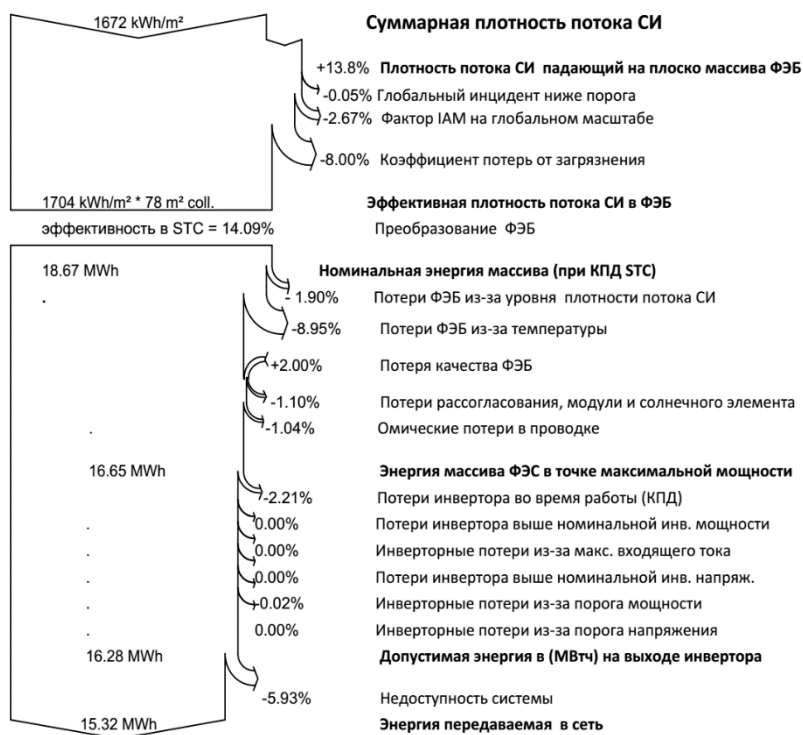 1672 kWh/m² Суммарная плотность потока СИ
+13.8% Плотность потока СИ падающий на плоско массива ФЭБ
-0.05% Глобальный инцидент ниже порога
-2.67% Фактор IAM на глобальном масштабе
-8.00% Коэффициент потерь от загрязнения
1704 kWh/m² * 78 m² coll. Эффективная плотность потока СИ в ФЭБ
эффективность в STC = 14.09% Преобразование ФЭБ
18.67 MWh Номинальная энергия массива (при КПД STC)
- 1.90% Потери ФЭБ из-за уровня плотности потока СИ
-8.95% Потери ФЭБ из-за температуры
+2.00% Потеря качества ФЭБ
-1.10% Потери рассогласования, модули и солнечного элемента
-1.04% Омические потери в проводке
16.65 MWh Энергия массива ФЭС в точке максимальной мощности
-2.21% Потери инвертора во время работы (КПД)
0.00% Потери инвертора выше номинальной инв. мощности
0.00% Инверторные потери из-за макс. входящего тока
0.00% Потери инвертора выше номинальной инв. напряж.
-0.02% Инверторные потери из-за порога мощности
0.00% Инверторные потери из-за порога напряжения
16.28 MWh Допустимая энергия в (МВтч) на выходе инвертора
-5.93% Недоступность системы
15.32 MWh Энергия передаваемая в сеть